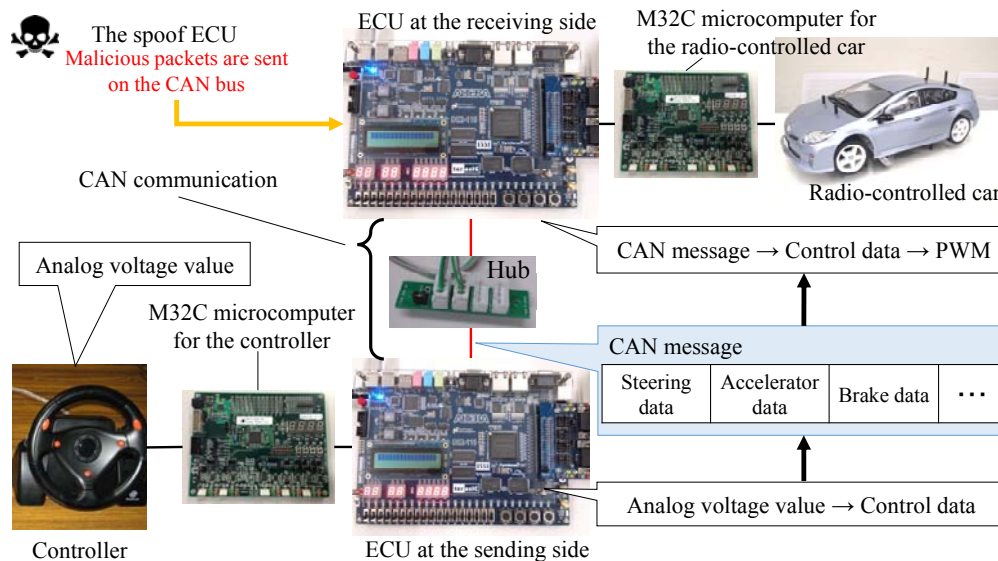 The spoof ECU
Malicious packets are sent
on the CAN bus
ECU at the receiving side
M32C microcomputer for
the radio-controlled car
Radio-controlled car
CAN communication
Analog voltage value
CAN message → Control data → PWM
Hub
M32C microcomputer
for the controller
CAN message
Steering
data
Accelerator
data
Brake data
···
Analog voltage value → Control data
Controller
ECU at the sending side